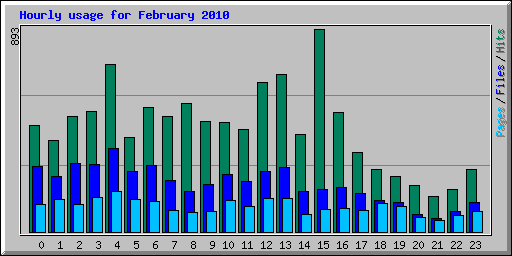 Hourly usage for February 2010
893
Pages / Files / Hits
0 1 2 3 4 5 6 7 8 9 10 11 12 13 14 15 16 17 18 19 20 21 22 23